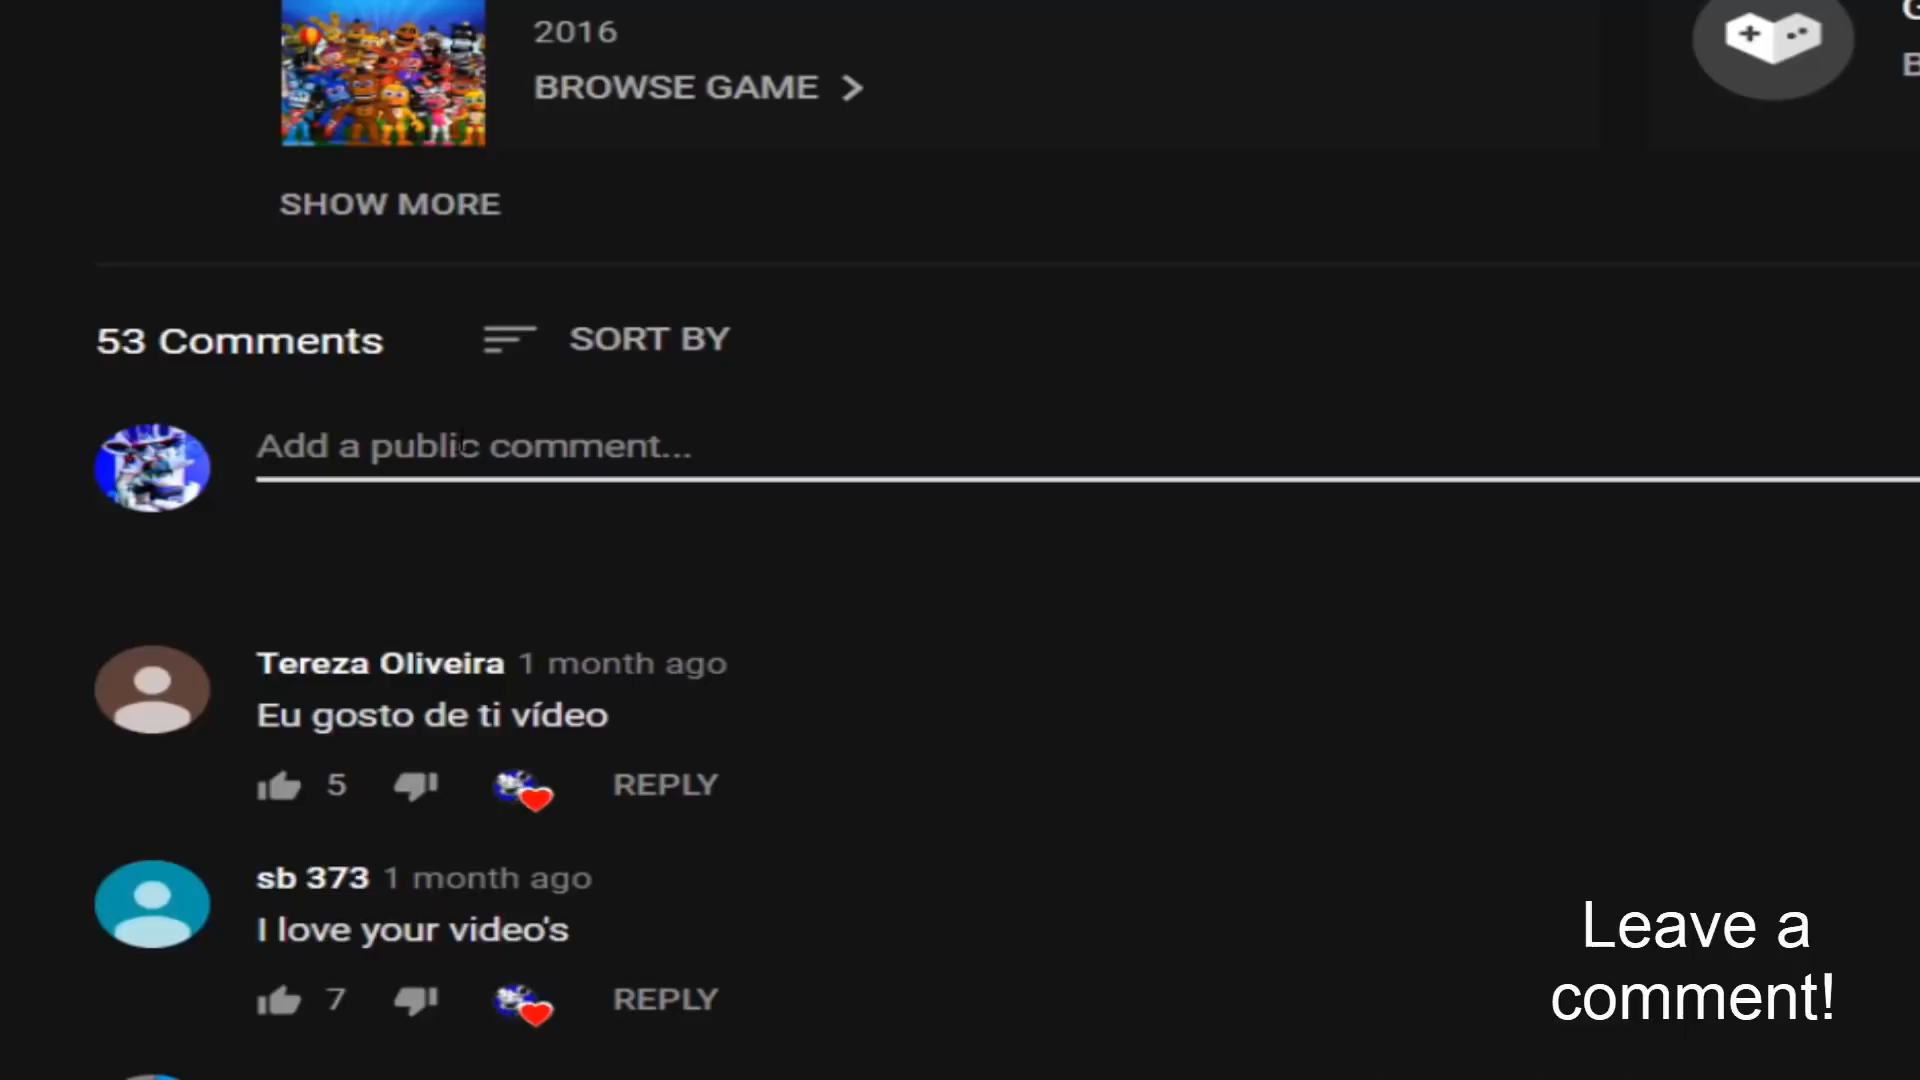 2016
BROWSE GAME
SHOW MORE
53 Comments
SORT BY
Add a public comment...
Tereza Oliveira 1 month ago
Eu gosto de ti vídeo
5
REPLY
sb 373 1 month ago
I love your video's
7
REPLY
Leave a
comment!